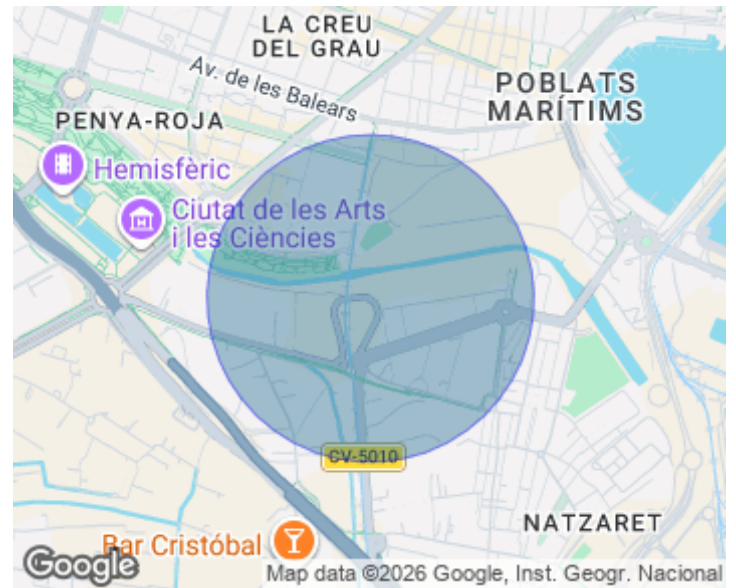 LA CREU
DEL GRAU
Av. de les Balears
POBLATS
MARÍTIMS
PENYA-ROJA
Hemisfèric
Ciutat de les Arts
i les Ciències
CV-5010
NATZARET
Bar Cristóbal
Google
Map data ©2026 Google, Inst. Geogr. Nacional